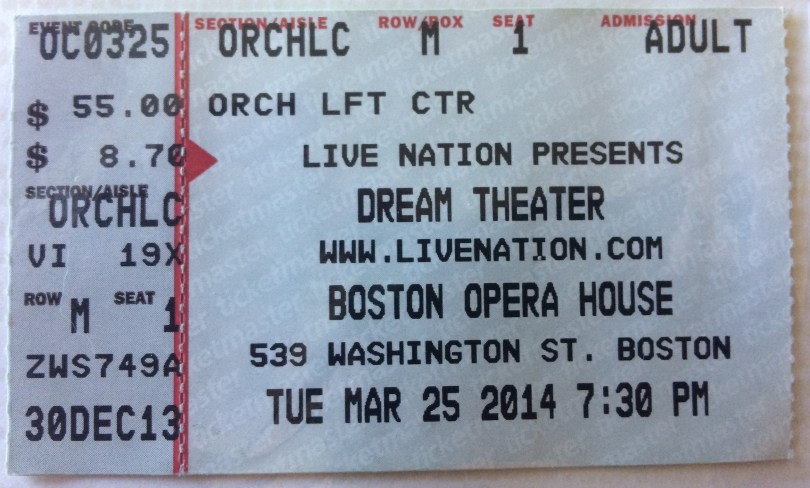 EVENT CODE SECTION/AISLE ROW/BOX SEAT ADMISSION
OC0325 ORCHLC M 1 ADULT
$ 55.00 ORCH LFT CTR
$ 8.70 LIVE NATION PRESENTS
SECTION/AISLE
ORCHLC DREAM THEATER
VI 19X WWW.LIVENATION.COM
ROW M SEAT 1 BOSTON OPERA HOUSE
ZWS749A 539 WASHINGTON ST. BOSTON
30DEC13 TUE MAR 25 2014 7:30 PM